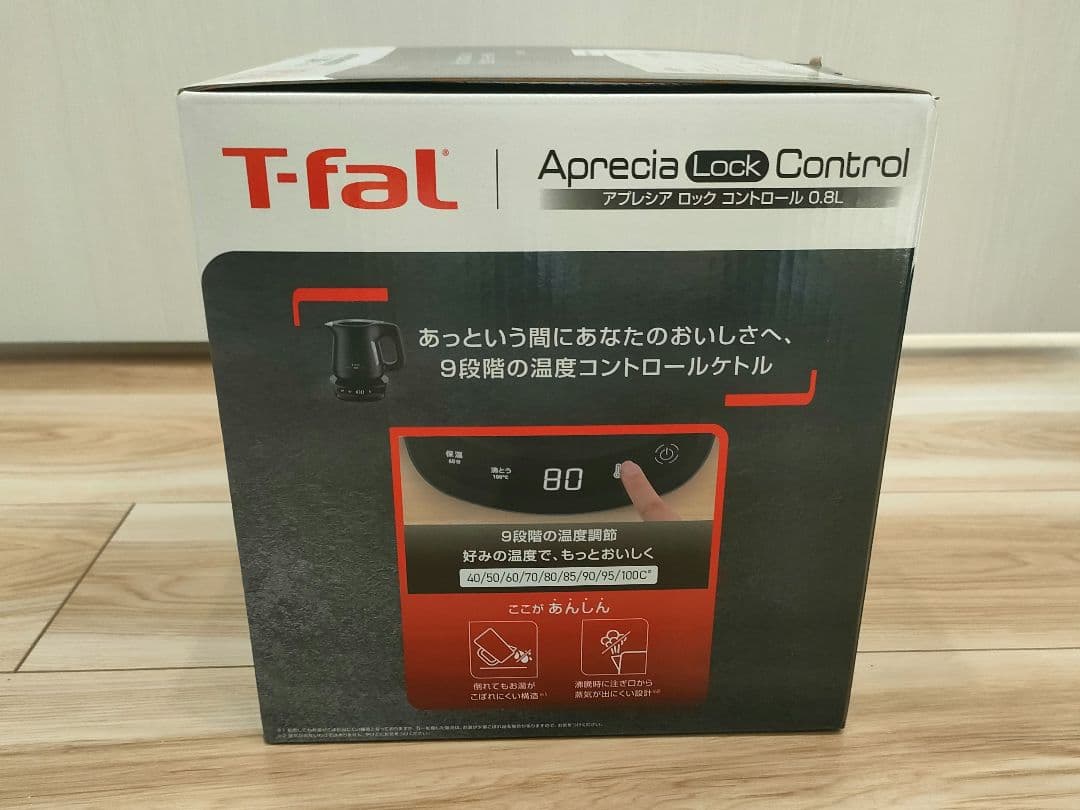 T-fal®
Aprecia Lock Control
アプレシア ロック コントロール 0.8L
あっという間にあなたのおいしさへ、
9段階の温度コントロールケトル
保温
60分
沸とう
100℃
80
9段階の温度調節
好みの温度で、もっとおいしく
40/50/60/70/80/85/90/95/100C°
ここが あんしん
倒れてもお湯が
こぼれにくい構造※1
沸騰時に注ぎ口から
蒸気が出にくい設計※2